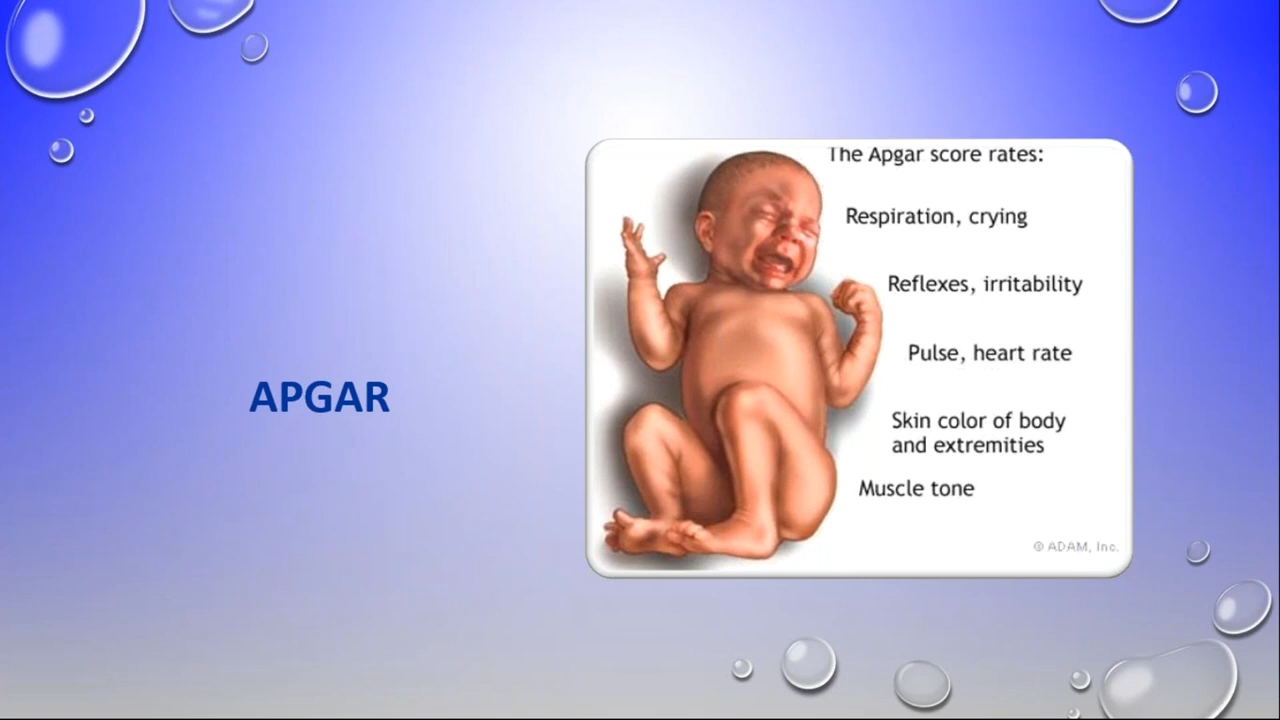 APGAR
The Apgar score rates:
Respiration, crying
Reflexes, irritability
Pulse, heart rate
Skin color of body
and extremities
Muscle tone
© ADAM, Inc.